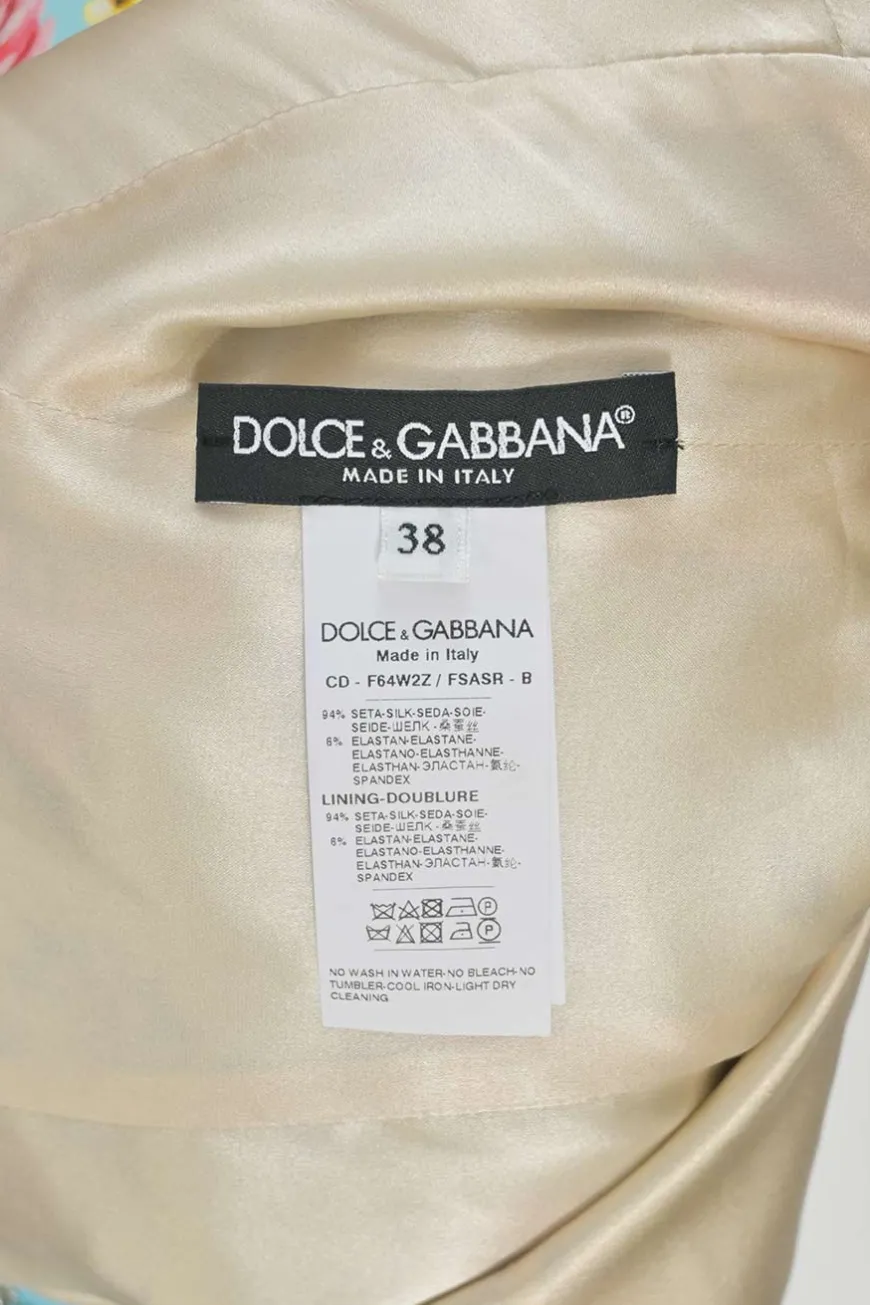 DOLCE & GABBANA®
MADE IN ITALY
38
DOLCE & GABBANA
Made in Italy
CD - F64W2Z / FSASR - B
94% SETA-SILK-SEDA-SOIE-
SEIDE-ШЕЛК-桑蚕丝
6% ELASTAN-ELASTANE-
ELASTANO-ELASTHANNE-
ELASTHAN-ЭЛАСТАН-氨纶-
SPANDEX
LINING-DOUBLURE
94% SETA-SILK-SEDA-SOIE-
SEIDE-ШЕЛК-桑蚕丝
6% ELASTAN-ELASTANE-
ELASTANO-ELASTHANNE-
ELASTHAN-ЭЛАСТАН-氨纶-
SPANDEX
P
P
NO WASH IN WATER-NO BLEACH-NO
TUMBLER-COOL IRON-LIGHT DRY
CLEANING